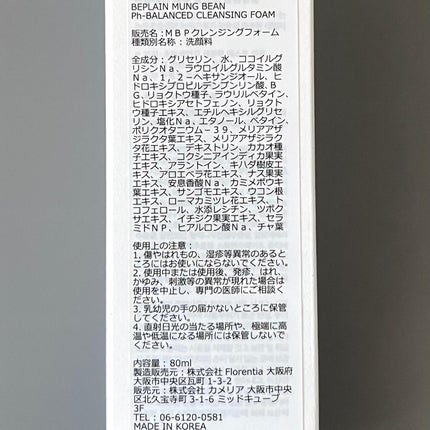 BEPLAIN MUNG BEAN
Ph-BALANCED CLEANSING FOAM
販売名：ＭＢＰクレンジングフォーム
種類別名称：洗顔料
全成分：グリセリン、水、ココイルグ
リシンNa、ラウロイルグルタミン酸
Na、１，２－ヘキサンジオール、ヒ
ドロキシプロピルデンプンリン酸、B
G、リョクトウ種子、ラウリルベタイン、
ヒドロキシアセトフェノン、リョクト
ウ種子エキス、エチルヘキシルグリセ
リン、塩化Na、エタノール、ベタイン、
ポリクオタニウム－39、メリアアザジ
ラクタ葉エキス、メリアアザジラ
クタ花エキス、デキストリン、カカオ種
子エキス、コクシニアインディカ果実
エキス、アラントイン、キハダ樹皮エ
キス、アロエベラ花エキス、ナス果実
エキス、安息香酸Na、カミメボウキ
葉エキス、サンゴモエキス、ウコン根
エキス、ローマカミツレ花エキス、ト
コフェロール、水添レシチン、ツボク
サエキス、イチジク果実エキス、セラ
ミドNP、ヒアルロン酸Na、チャ葉
使用上の注意：
1. 傷やはれもの、湿疹等異常のあると
ころにはお使いにならないでください。
2. 使用中または使用後、発疹、はれ、
かゆみ、刺激等の異常が現れた場合は
使用を中止し、専門の医師にご相談く
ださい。
3. 乳幼児の手の届かないところに保管
してください。
4. 直射日光の当たる場所や、極端に高
温や低温になる場所には保管しないで
ください。
内容量：80ml
製造販売元：株式会社 Florentia 大阪府
大阪市中央区瓦町 1-3-2
発売元：株式会社 カメリア 大阪市中央
区北久宝寺町 3-1-6 ミッドキューブ
3F
TEL：06-6120-0581
MADE IN KOREA